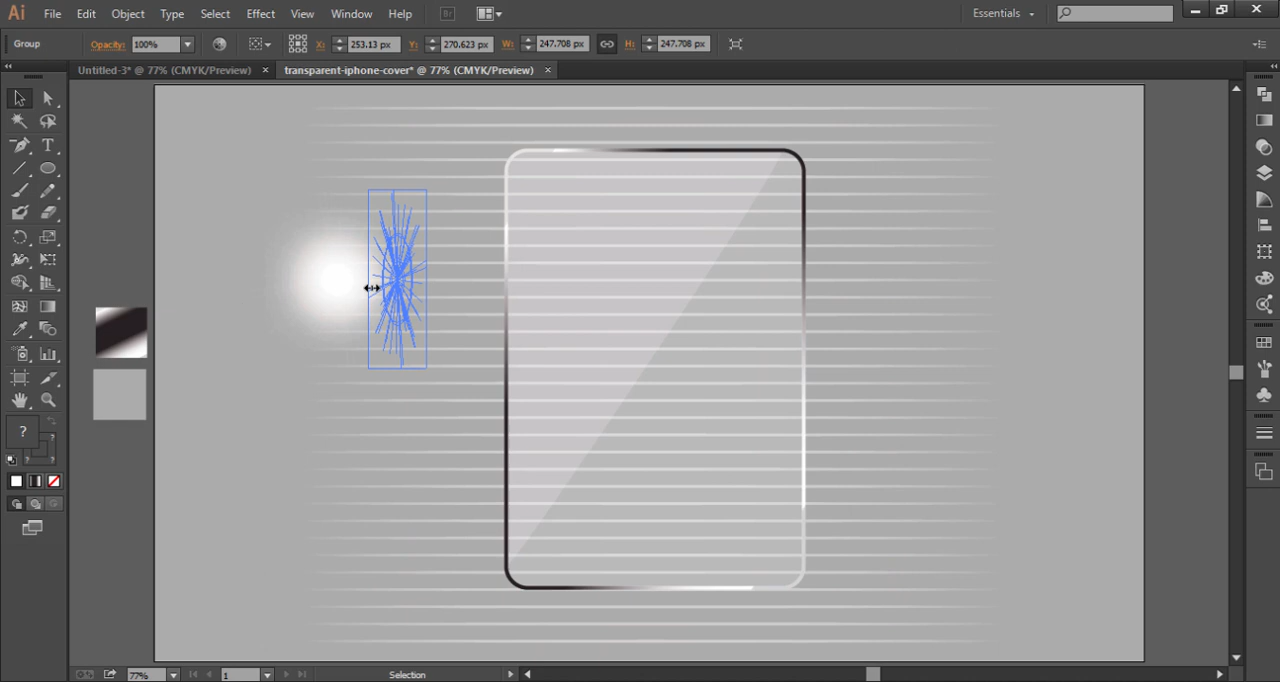 Ai File Edit Object Type Select Effect View Window Help Br Essentials
Group Opacity: 100% X: 253.13 px Y: 270.623 px W: 247.708 px H: 247.708 px
Untitled-3* @ 77% (CMYK/Preview) × transparent-iphone-cover* @ 77% (CMYK/Preview) ×
T
?
? ? ?
77% 1 Selection